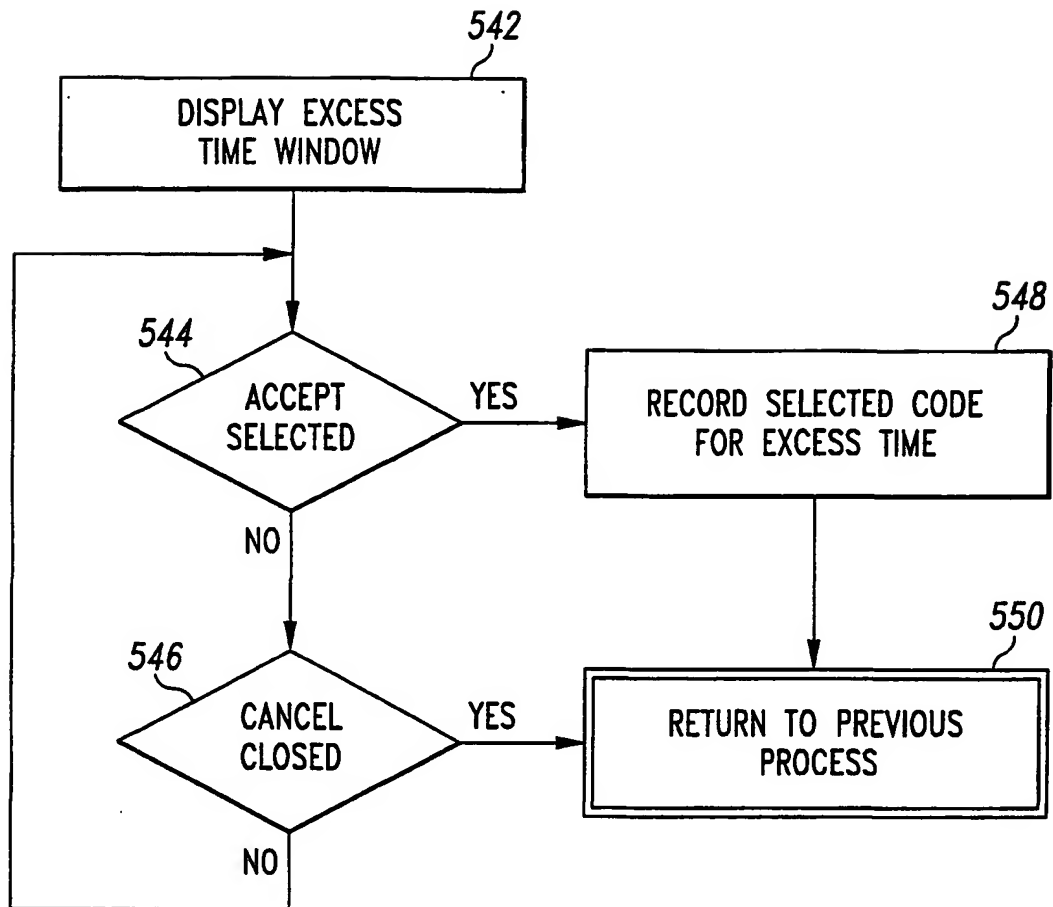 542
DISPLAY EXCESS
TIME WINDOW
544
ACCEPT
SELECTED
YES
548
RECORD SELECTED CODE
FOR EXCESS TIME
NO
546
CANCEL
CLOSED
YES
550
RETURN TO PREVIOUS
PROCESS
NO